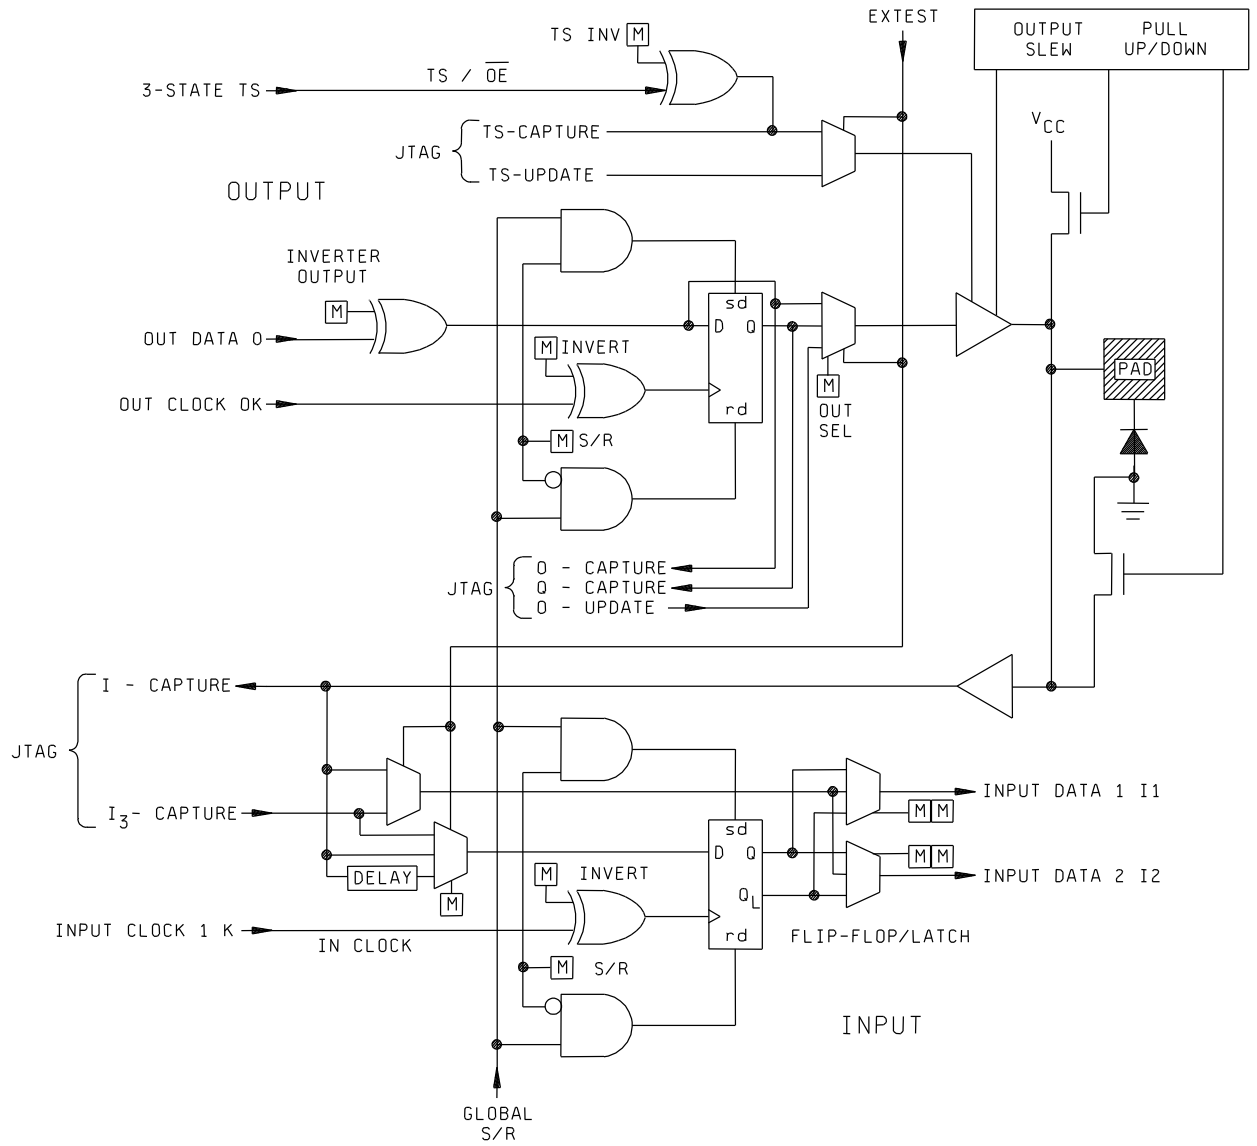 EXTEST
TS INV M
OUTPUT SLEW
PULL UP/DOWN
TS / OE
3-STATE TS
VCC
TS-CAPTURE
JTAG
TS-UPDATE
OUTPUT
INVERTER
OUTPUT
M
sd
D Q
OUT DATA O
M INVERT
PAD
M
OUT CLOCK OK
rd
OUT
SEL
M S/R
O - CAPTURE
JTAG
Q - CAPTURE
O - UPDATE
I - CAPTURE
JTAG
INPUT DATA 1 I1
I3- CAPTURE
M M
sd
D Q
M M
DELAY
M
INVERT
INPUT DATA 2 I2
M
QL
INPUT CLOCK 1 K
IN CLOCK
rd
FLIP-FLOP/LATCH
M S/R
INPUT
GLOBAL
S/R